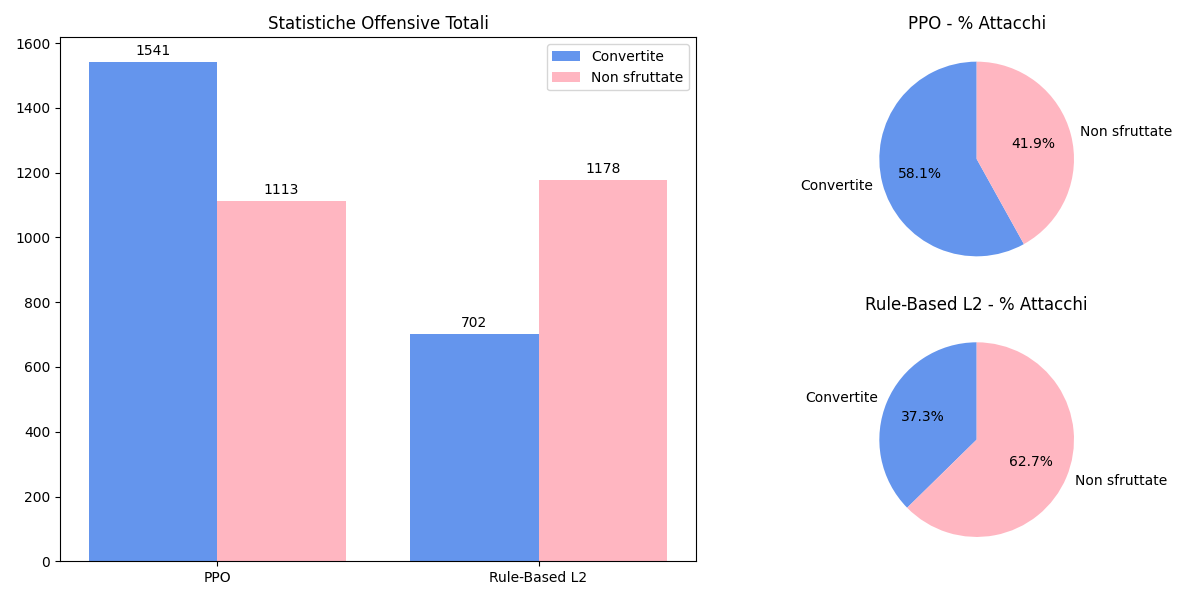 Statistiche Offensive Totali
1600
1400
1200
1000
800
600
400
200
0
1541
1113
702
1178
Convertite
Non sfruttate
PPO
Rule-Based L2
PPO - % Attacchi
Non sfruttate
41.9%
58.1%
Convertite
Rule-Based L2 - % Attacchi
Convertite
37.3%
62.7%
Non sfruttate